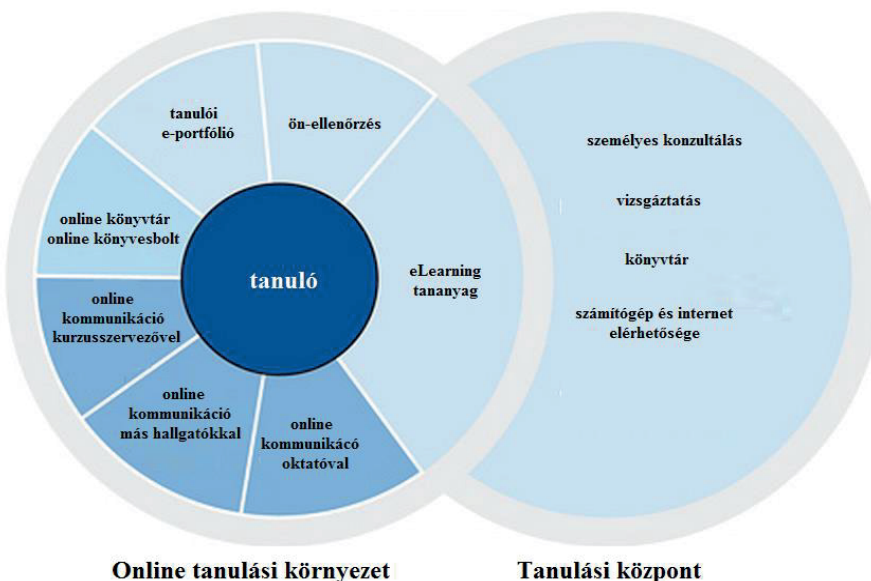 tanulói
e-portfólió
ön-ellenőrzés
online könyvtár
online könyvesbolt
tanuló
eLearning
tananyag
online
kommunikáció
kurzusszervezővel
online
kommunikáció
más hallgatókkal
online
kommunikácó
oktatóval
személyes konzultálás
vizsgáztatás
könyvtár
számítógép és internet
elérhetősége
Online tanulási környezet
Tanulási központ